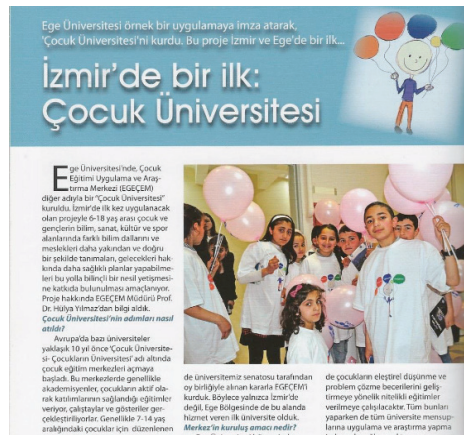 Ege Üniversitesi örnek bir uygulamaya imza atarak,
'Çocuk Üniversitesi'ni kurdu. Bu proje İzmir ve Ege'de bir ilk...
İzmir'de bir ilk:
Çocuk Üniversitesi
Ege Üniversitesi'nde, Çocuk
Eğitimi Uygulama ve Araş-
tırma Merkezi (EGEÇEM)
diğer adıyla bir "Çocuk Üniversitesi"
kuruldu. İzmir'de ilk kez uygulanacak
olan projeyle 6-18 yaş arası çocuk ve
gençlerin bilim, sanat, kültür ve spor
alanlarında farklı bilim dallarını ve
meslekleri daha yakından ve doğru
bir şekilde tanımaları, gelecekleri hak-
kında daha sağlıklı planlar yapabilme-
leri bu yolla bilinçli bir nesil yetişmesi-
ne katkıda bulunulması amaçlanıyor.
Proje hakkında EGEÇEM Müdürü Prof.
Dr. Hülya Yılmaz'dan bilgi aldık.
Çocuk Üniversitesi'nin adımları nasıl
atıldı?
Avrupa'da bazı üniversiteler
yaklaşık 10 yıl önce 'Çocuk Üniversite-
si- Çocukların Üniversitesi' adı altında
çocuk eğitim merkezleri açmaya
başladı. Bu merkezlerde genellikle
akademisyenler, çocukların aktif ola-
rak katılımlarının sağlandığı eğitimler
veriyor, çalıştaylar ve gösteriler ger-
çekleştiriliyorlar. Genellikle 7-14 yaş
aralığındaki çocuklar için düzenlenen
de üniversitemiz senatosu tarafından
oy birliğiyle alınan kararla EGEÇEM'i
kurduk. Böylece yalnızca İzmir'de
değil, Ege Bölgesinde de bu alanda
hizmet veren ilk üniversite olduk.
Merkez'in kuruluş amacı nedir?
de çocukların eleştirel düşünme ve
problem çözme becerilerini geliş-
tirmeye yönelik nitelikli eğitimler
verilmeye çalışılacaktır. Tüm bunları
yaparken de tüm üniversite mensup-
larına uygulama ve araştırma yapma